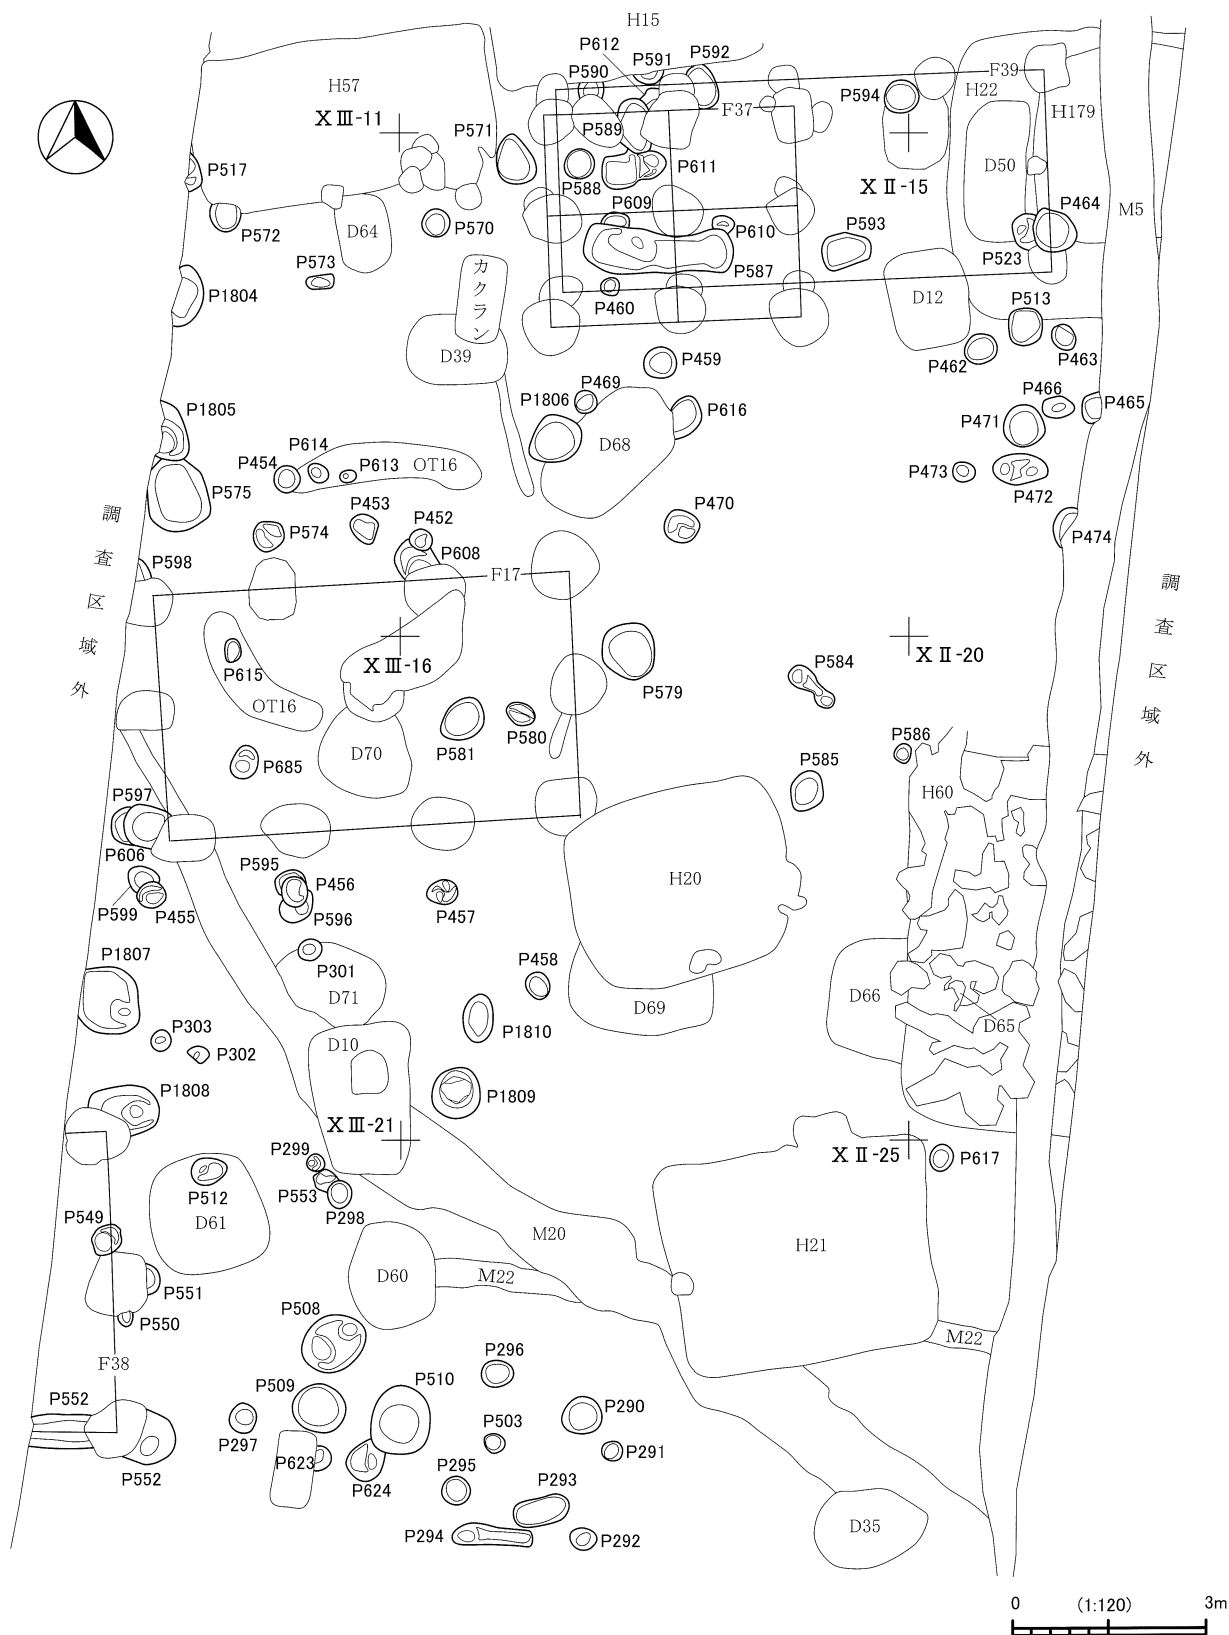 H15
P612
P591
P592
P590
F39
H57
H22
P594
F37
H179
XⅢ-11
P571
P589
P517
P611
D50
P588
XⅡ-15
P464
M5
P609
P572
D64
P570
P610
P593
P523
P573
P587
カクラン
P1804
P460
D12
P513
D39
P459
P462
P463
P469
P466
P1806
P616
P465
P1805
P471
D68
P614
P454
P613
OT16
P473
P472
P575
P453
P470
調査区域外
P452
P574
P474
P608
P598
F17
調査区域外
XⅢ-16
XⅡ-20
P584
P615
P579
OT16
P580
P586
P581
D70
P685
P585
H60
P597
P606
P595
P456
H20
P599
P455
P596
P457
P1807
P301
P458
D71
D66
D69
P1810
D65
P303
D10
P302
P1808
P1809
XⅢ-21
P299
XⅡ-25
P617
P553
P512
P298
P549
D61
M20
H21
D60
M22
P551
P508
P550
M22
F38
P296
P509
P510
P552
P290
P503
P297
P291
P623
P295
P552
P624
P293
P294
P292
D35
0 (1:120) 3m